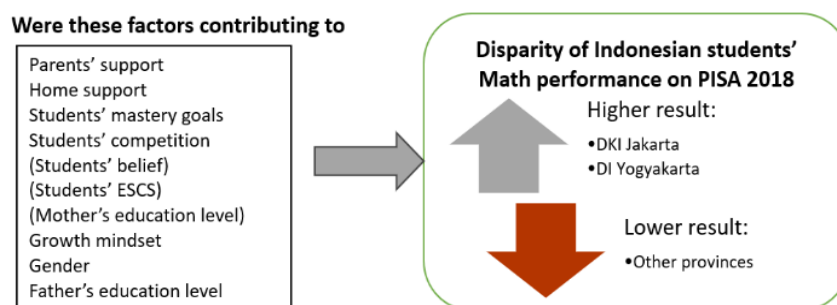 Were these factors contributing to
Parents' support
Home support
Students' mastery goals
Students' competition
(Students' belief)
(Students' ESCS)
(Mother's education level)
Growth mindset
Gender
Father's education level
Disparity of Indonesian students'
Math performance on PISA 2018
Higher result:
•DKI Jakarta
•DI Yogyakarta
Lower result:
•Other provinces